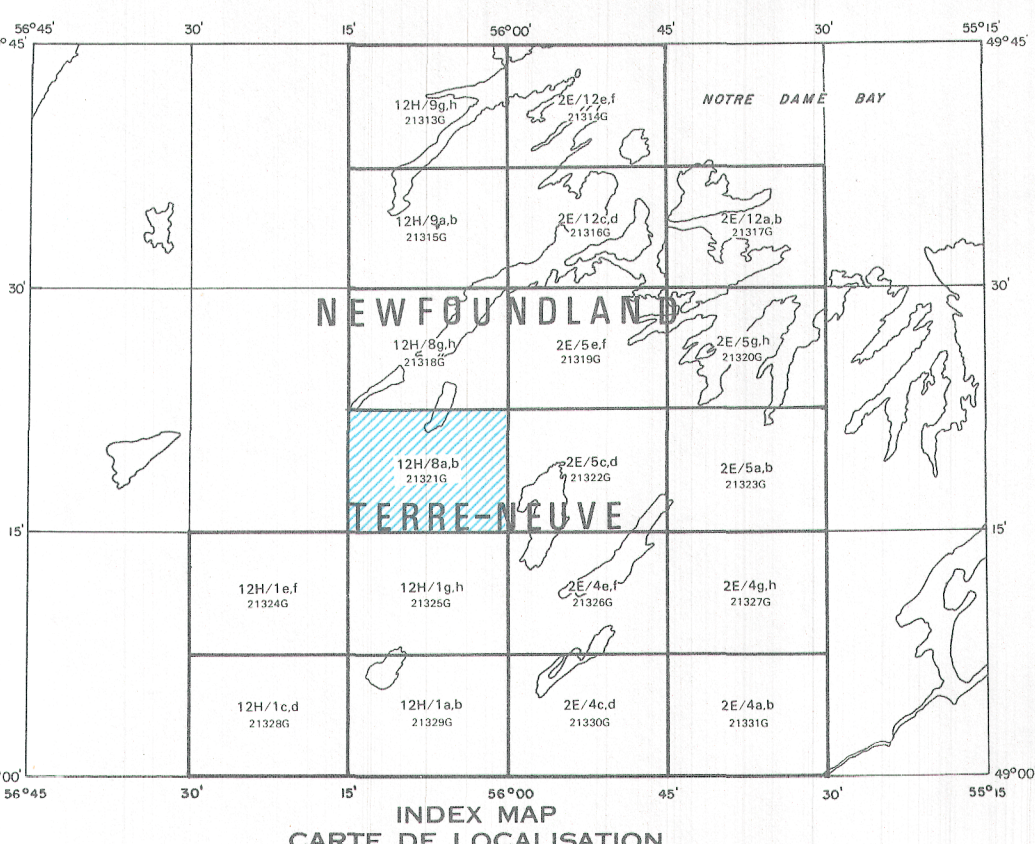 56°45' 30' 15' 56°00' 45' 30' 55°15'
°45' 49°45'
NOTRE DAME BAY
12H/9g,h
21313G
2E/12e,f
21314G
12H/9a,b
21315G
2E/12c,d
21316G
2E/12a,b
21317G
30' 30'
NEWFOUNDLAND
12H/8g,h
21318G
2E/5e,f
21319G
2E/5g,h
21320G
12H/8a,b
21321G
2E/5c,d
21322G
2E/5a,b
21323G
TERRE-NEUVE
15' 15'
12H/1e,f
21324G
12H/1g,h
21325G
2E/4e,f
21326G
2E/4g,h
21327G
12H/1c,d
21328G
12H/1a,b
21329G
2E/4c,d
21330G
2E/4a,b
21331G
°00' 49°00
56°45' 30' 15' 56°00' 45' 30' 55°15'
INDEX MAP
CARTE DE LOCALISATION